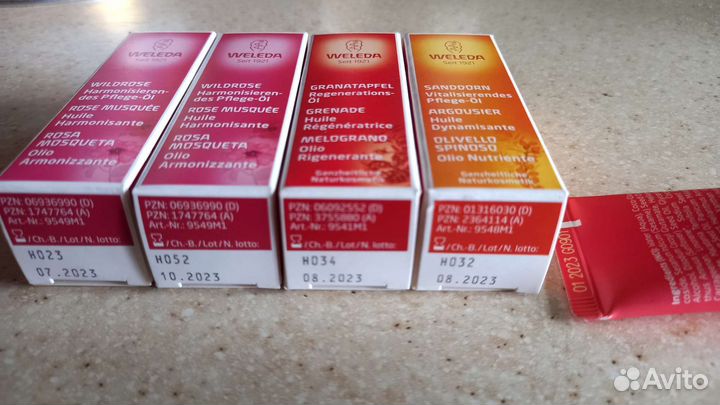 WELEDA
Seit 1921
WILDROSE
Harmonisieren-
des Pflege-Öl
ROSE MUSQUÉE
Huile
Harmonisante
ROSA
MOSQUETA
Olio
Armonizzante
PZN: 06936990 (D)
PZN: 1747764 (A)
Art.-Nr.: 9549M1
/Ch.-B./Lot/N. lotto:
H023
07.2023
WELEDA
Seit 1921
WILDROSE
Harmonisieren-
des Pflege-Öl
ROSE MUSQUÉE
Huile
Harmonisante
ROSA
MOSQUETA
Olio
Armonizzante
PZN: 06936990 (D)
PZN: 1747764 (A)
Art.-Nr.: 9549M1
/Ch.-B./Lot/N. lotto:
H052
10.2023
WELEDA
Seit 1921
GRANATAPFEL
Regenerations-
Öl
GRENADE
Huile
Régénératrice
MELOGRANO
Olio
Rigenerante
Ganzheitliche
Naturkosmetik
PZN: 06092552 (D)
PZN: 3755880 (A)
Art.-Nr.: 9541M1
/Ch.-B./Lot/N. lotto:
H034
08.2023
WELEDA
Seit 1921
SANDDORN
Vitalisierendes
Pflege-Öl
ARGOUSIER
Huile
Dynamisante
OLIVELLO
SPINOSO
Olio Nutriente
Ganzheitliche
Naturkosmetik
PZN: 01316030 (D)
PZN: 2364114 (A)
Art.-Nr.: 9548M1
/Ch.-B./Lot/N. lotto:
H032
08.2023
01 2023
Avito